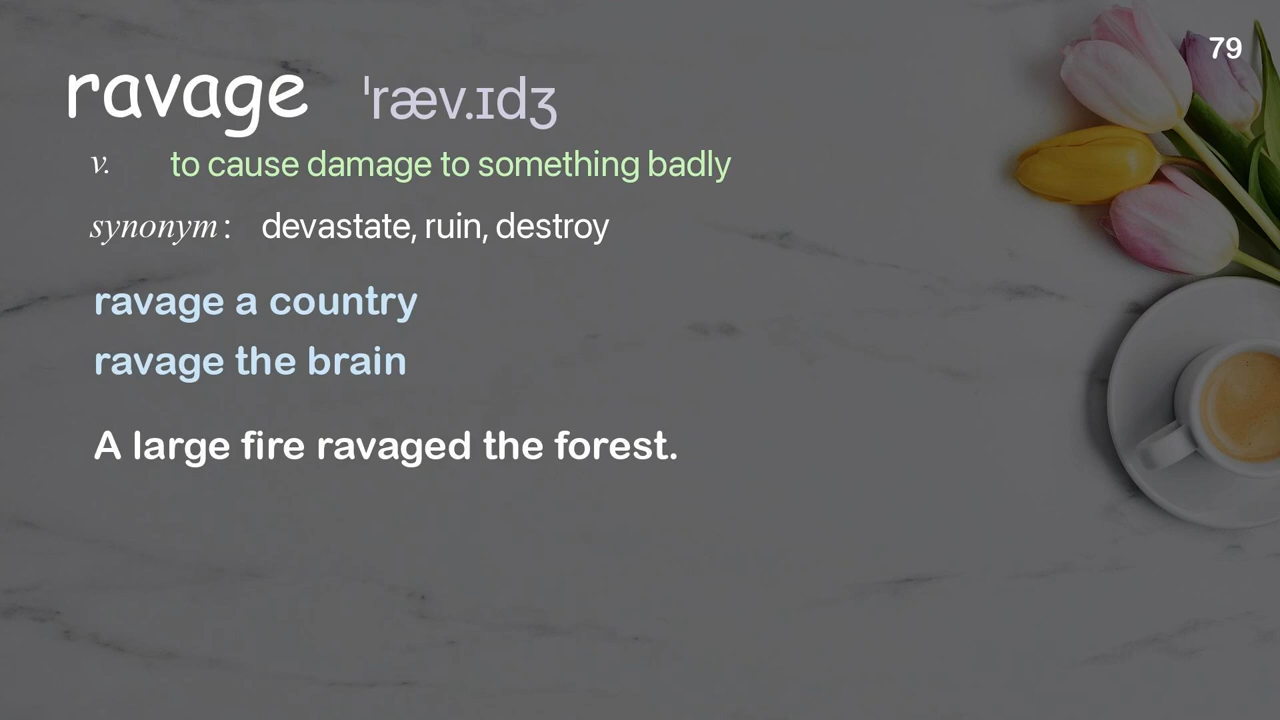 79
ravage ˈræv.ɪdʒ
v. to cause damage to something badly
synonym: devastate, ruin, destroy
ravage a country
ravage the brain
A large fire ravaged the forest.